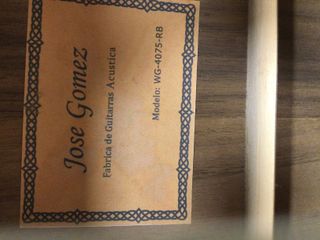 Jose Gomez
Fabrica de Guitarras Acustica
Modelo: WG-4075-RB